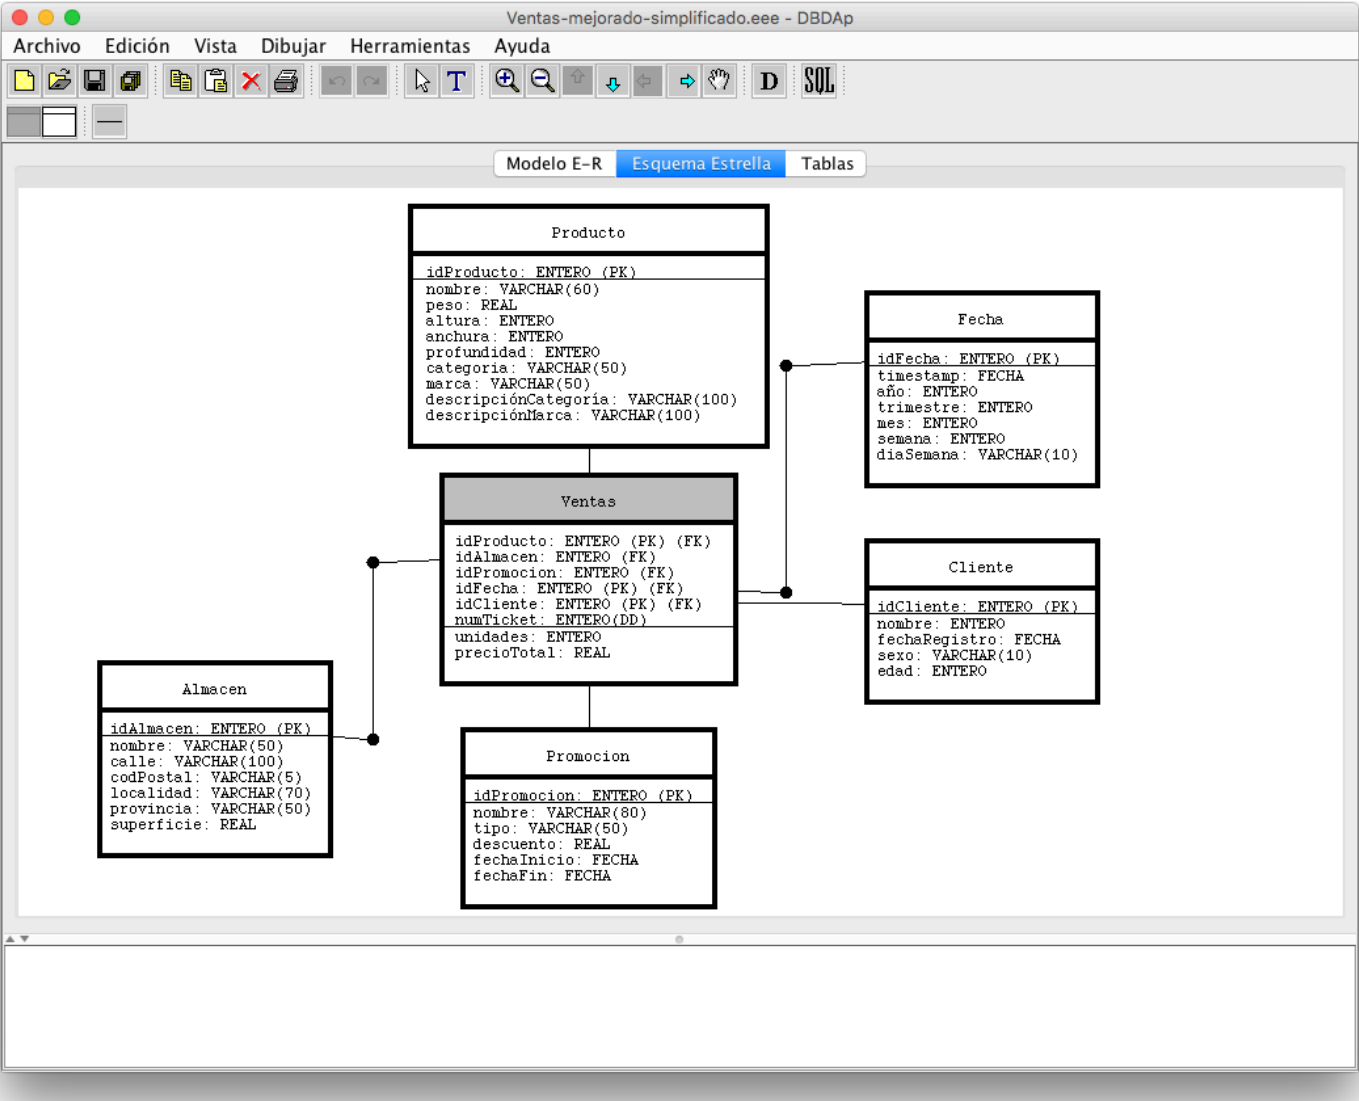 Ventas-mejorado-simplificado.eee - DBDAp
Archivo Edición Vista Dibujar Herramientas Ayuda
T D SQL
Modelo E-R Esquema Estrella Tablas
Producto
idProducto: ENTERO (PK)
nombre: VARCHAR(60)
peso: REAL
altura: ENTERO
anchura: ENTERO
profundidad: ENTERO
categoria: VARCHAR(50)
marca: VARCHAR(50)
descripciónCategoría: VARCHAR(100)
descripciónMarca: VARCHAR(100)
Fecha
idFecha: ENTERO (PK)
timestamp: FECHA
año: ENTERO
trimestre: ENTERO
mes: ENTERO
semana: ENTERO
diaSemana: VARCHAR(10)
Ventas
idProducto: ENTERO (PK) (FK)
idAlmacen: ENTERO (FK)
idPromocion: ENTERO (FK)
idFecha: ENTERO (PK) (FK)
idCliente: ENTERO (PK) (FK)
numTicket: ENTERO(DD)
unidades: ENTERO
precioTotal: REAL
Cliente
idCliente: ENTERO (PK)
nombre: ENTERO
fechaRegistro: FECHA
sexo: VARCHAR(10)
edad: ENTERO
Almacen
idAlmacen: ENTERO (PK)
nombre: VARCHAR(50)
calle: VARCHAR(100)
codPostal: VARCHAR(5)
localidad: VARCHAR(70)
provincia: VARCHAR(50)
superficie: REAL
Promocion
idPromocion: ENTERO (PK)
nombre: VARCHAR(80)
tipo: VARCHAR(50)
descuento: REAL
fechaInicio: FECHA
fechaFin: FECHA